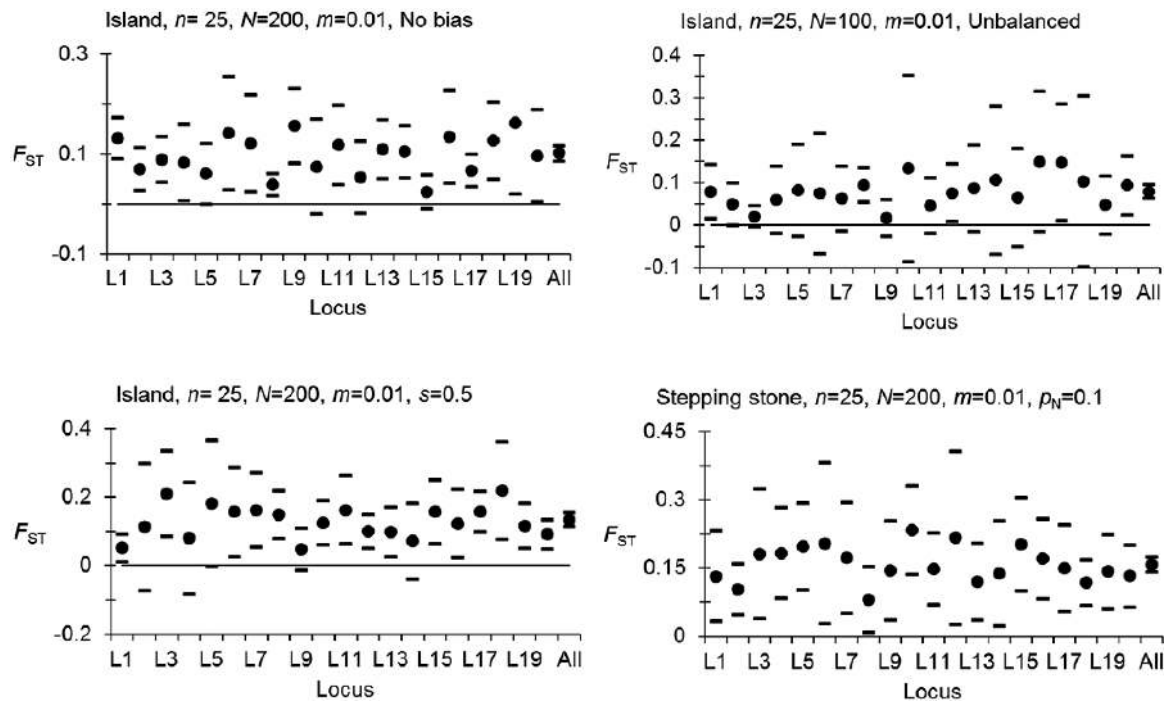 Island, n= 25, N=200, m=0.01, No bias
0.3
0.1
-0.1
FST
L1 L3 L5 L7 L9 L11 L13 L15 L17 L19 All
Locus
Island, n=25, N=100, m=0.01, Unbalanced
0.4
0.3
0.2
0.1
0
-0.1
FST
L1 L3 L5 L7 L9 L11 L13 L15 L17 L19 All
Locus
Island, n= 25, N=200, m=0.01, s=0.5
0.4
0.2
0
-0.2
FST
L1 L3 L5 L7 L9 L11 L13 L15 L17 L19 All
Locus
Stepping stone, n=25, N=200, m=0.01, pN=0.1
0.45
0.3
0.15
0
FST
L1 L3 L5 L7 L9 L11 L13 L15 L17 L19 All
Locus